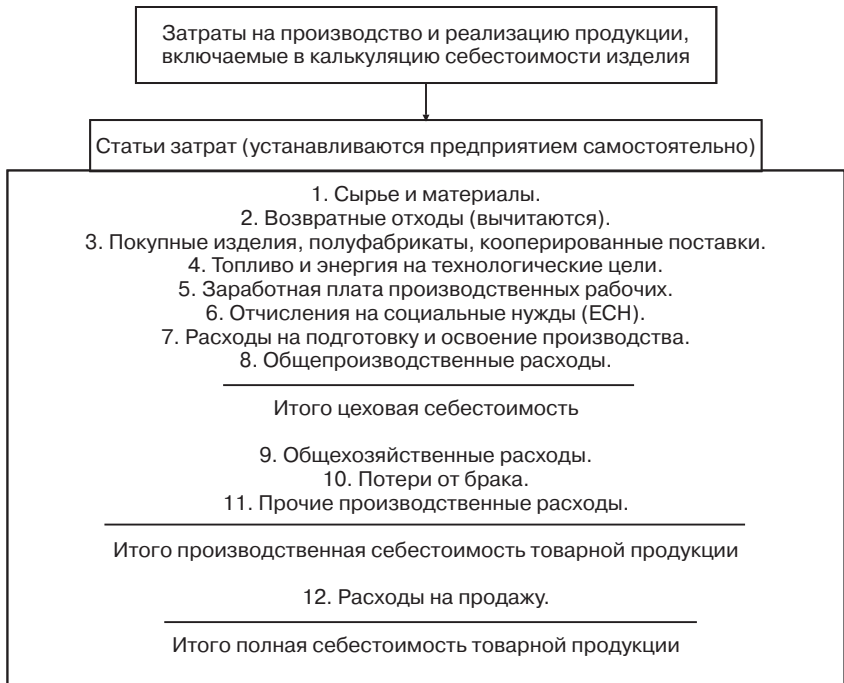 Затраты на производство и реализацию продукции,
включаемые в калькуляцию себестоимости изделия
Статьи затрат (устанавливаются предприятием самостоятельно)
1. Сырье и материалы.
2. Возвратные отходы (вычитаются).
3. Покупные изделия, полуфабрикаты, кооперированные поставки.
4. Топливо и энергия на технологические цели.
5. Заработная плата производственных рабочих.
6. Отчисления на социальные нужды (ЕСН).
7. Расходы на подготовку и освоение производства.
8. Общепроизводственные расходы.
Итого цеховая себестоимость
9. Общехозяйственные расходы.
10. Потери от брака.
11. Прочие производственные расходы.
Итого производственная себестоимость товарной продукции
12. Расходы на продажу.
Итого полная себестоимость товарной продукции